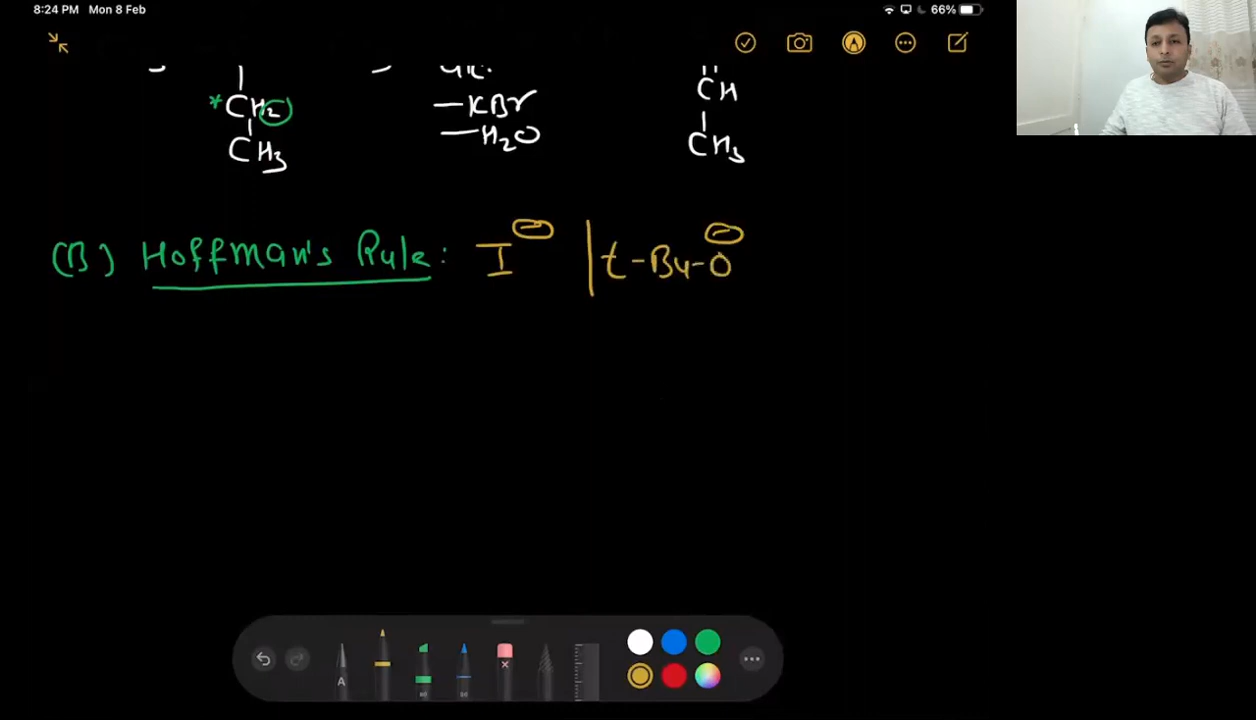 8:24 PM Mon 8 Feb
66%
CH
*CH2
—KBr
CH3
—H2O
CH3
(B) Hoffman's Rule: I⊖ | t-Bu-O⊖
A